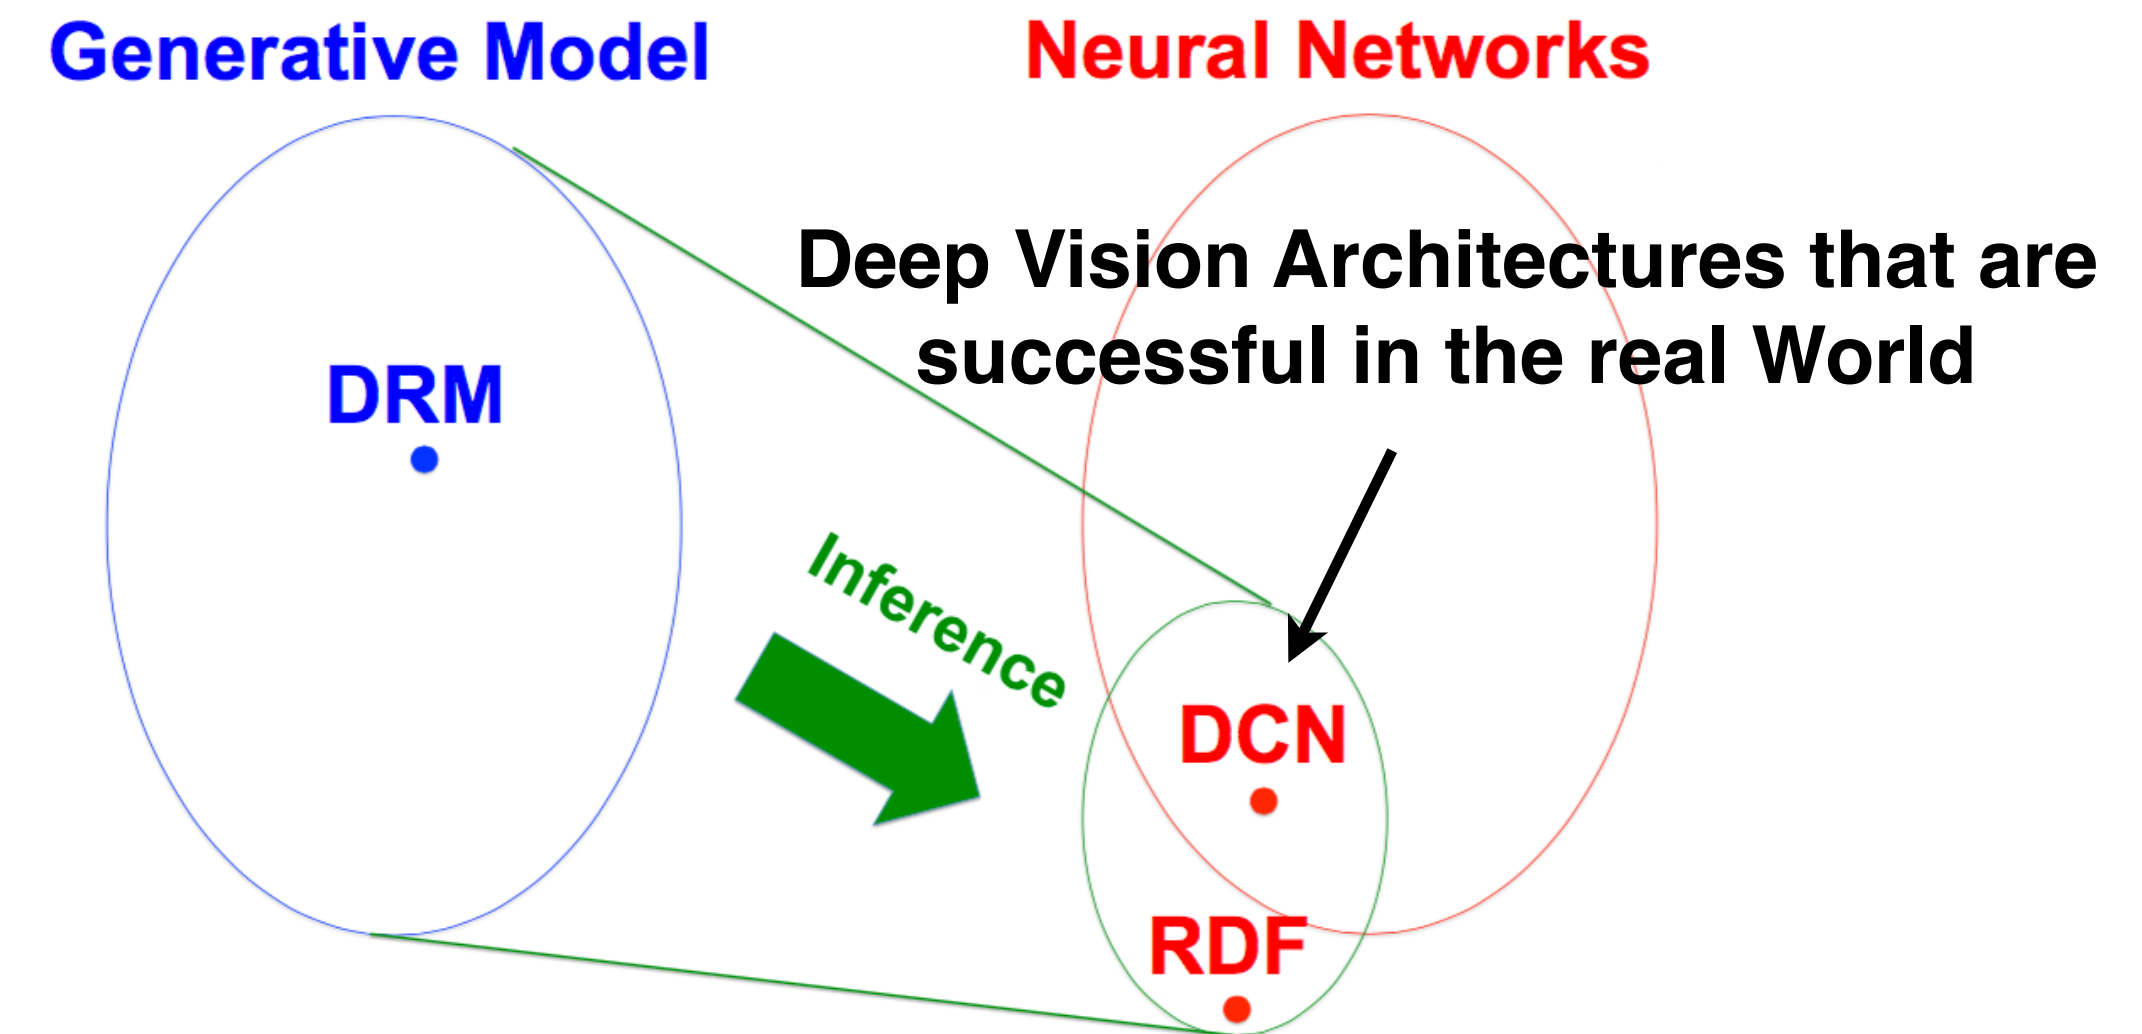 Generative Model
Neural Networks
Deep Vision Architectures that are
successful in the real World
DRM
Inference
DCN
RDF